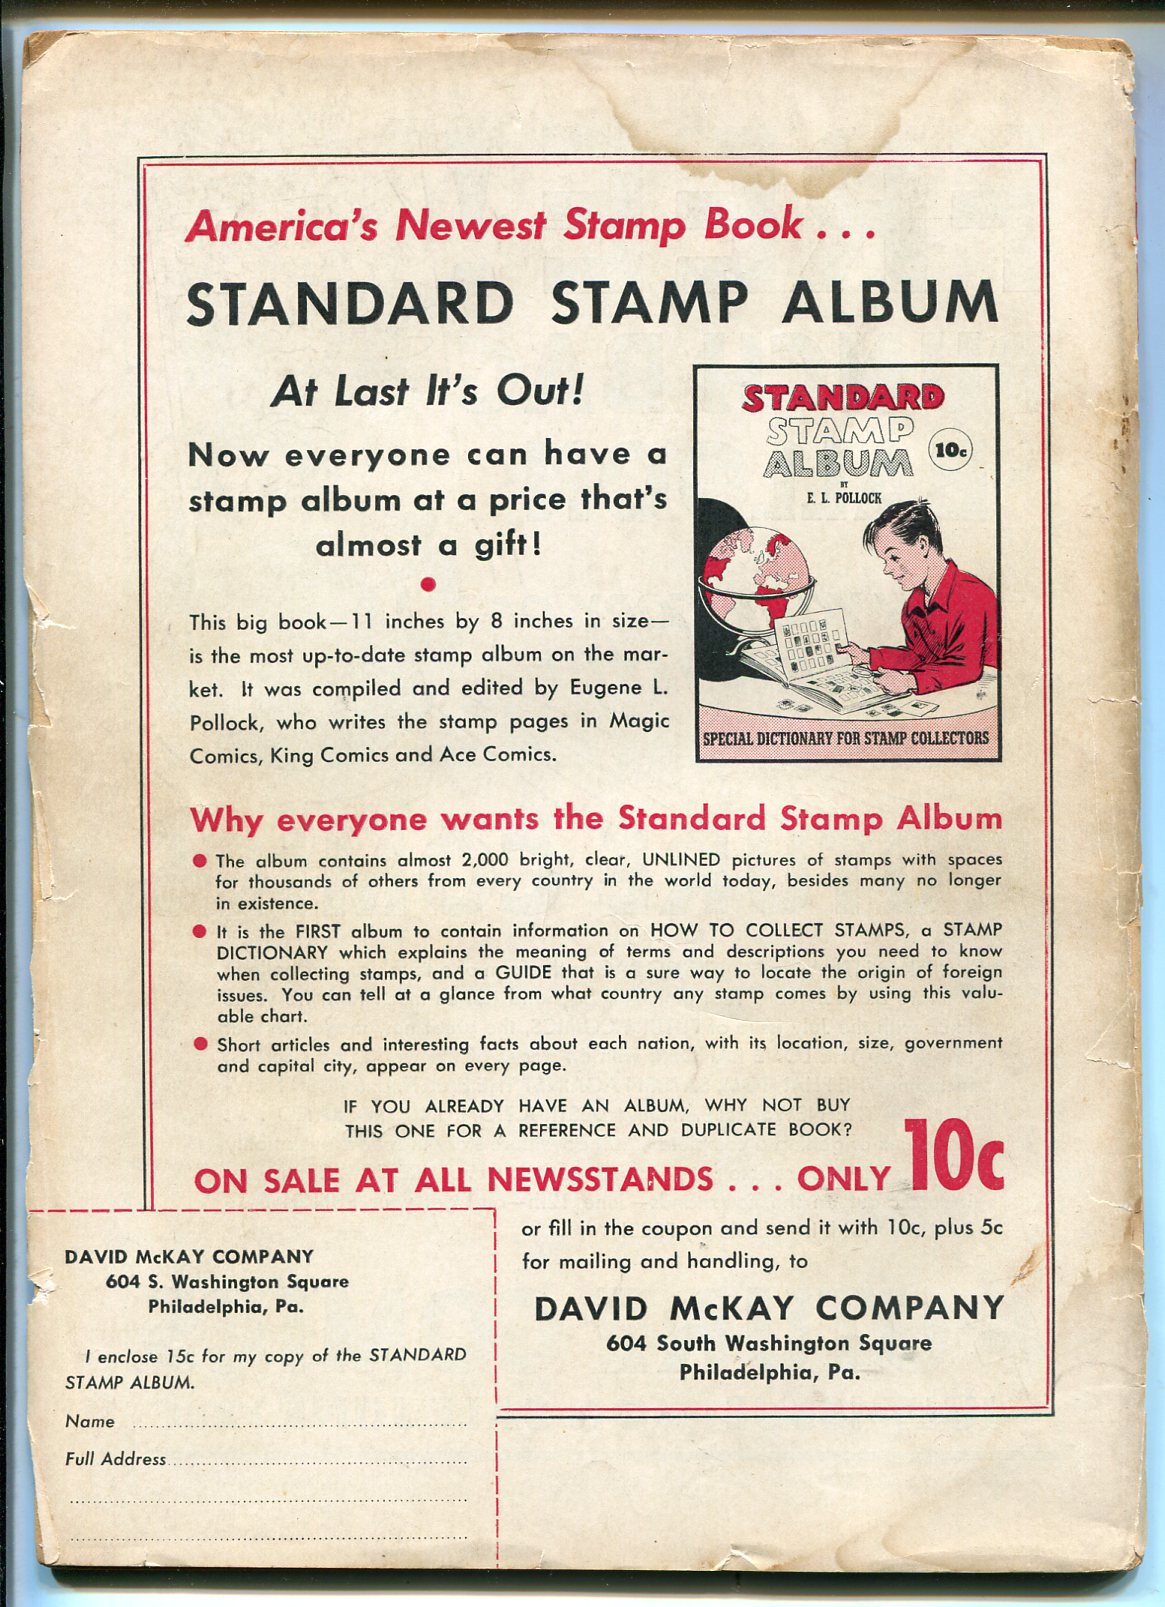 America's Newest Stamp Book . . .
STANDARD STAMP ALBUM
At Last It's Out!
Now everyone can have a
stamp album at a price that's
almost a gift!
This big book—11 inches by 8 inches in size—
is the most up-to-date stamp album on the mar-
ket. It was compiled and edited by Eugene L.
Pollock, who writes the stamp pages in Magic
Comics, King Comics and Ace Comics.
STANDARD
STAMP
ALBUM
10c
BY
E. L. POLLOCK
SPECIAL DICTIONARY FOR STAMP COLLECTORS
Why everyone wants the Standard Stamp Album
● The album contains almost 2,000 bright, clear, UNLINED pictures of stamps with spaces
for thousands of others from every country in the world today, besides many no longer
in existence.
● It is the FIRST album to contain information on HOW TO COLLECT STAMPS, a STAMP
DICTIONARY which explains the meaning of terms and descriptions you need to know
when collecting stamps, and a GUIDE that is a sure way to locate the origin of foreign
issues. You can tell at a glance from what country any stamp comes by using this valu-
able chart.
● Short articles and interesting facts about each nation, with its location, size, government
and capital city, appear on every page.
IF YOU ALREADY HAVE AN ALBUM, WHY NOT BUY
THIS ONE FOR A REFERENCE AND DUPLICATE BOOK?
ON SALE AT ALL NEWSSTANDS . . . ONLY 10c
or fill in the coupon and send it with 10c, plus 5c
for mailing and handling, to
DAVID McKAY COMPANY
604 South Washington Square
Philadelphia, Pa.
DAVID McKAY COMPANY
604 S. Washington Square
Philadelphia, Pa.
I enclose 15c for my copy of the STANDARD
STAMP ALBUM.
Name
Full Address